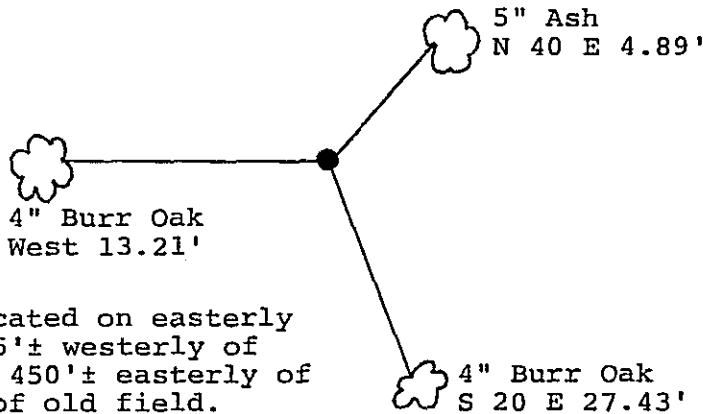 5" Ash
N 40 E 4.89'
4" Burr Oak
West 13.21'
cated on easterly
'± westerly of
450'± easterly of
of old field.
4" Burr Oak
S 20 E 27.43'